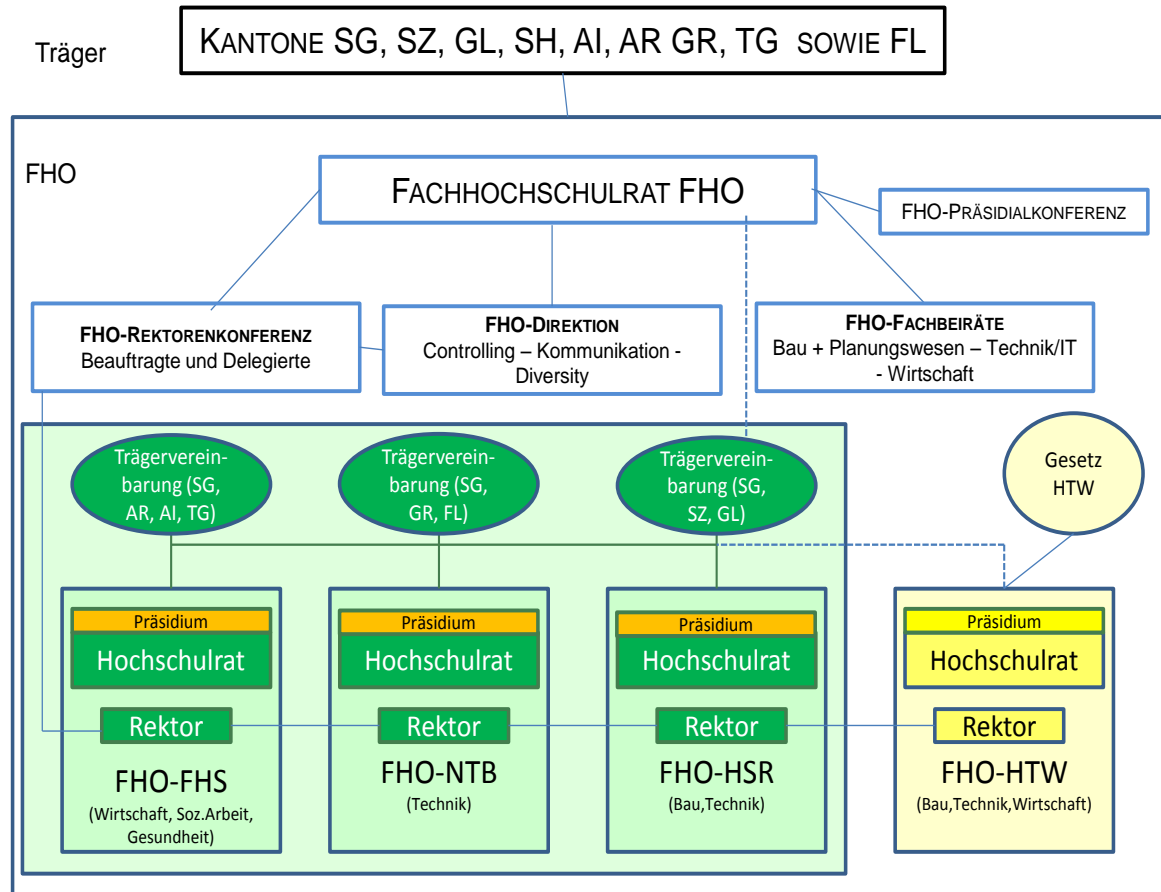 Träger
KANTONE SG, SZ, GL, SH, AI, AR GR, TG SOWIE FL
FHO
FACHHOCHSCHULRAT FHO
FHO-PRÄSIDIALKONFERENZ
FHO-REKTORENKONFERENZ
Beauftragte und Delegierte
FHO-DIREKTION
Controlling – Kommunikation -
Diversity
FHO-FACHBEIRÄTE
Bau + Planungswesen – Technik/IT
- Wirtschaft
Trägerverein-
barung (SG,
AR, AI, TG)
Trägerverein-
barung (SG,
GR, FL)
Trägerverein-
barung (SG,
SZ, GL)
Gesetz
HTW
Präsidium
Hochschulrat
Rektor
FHO-FHS
(Wirtschaft, Soz.Arbeit,
Gesundheit)
Präsidium
Hochschulrat
Rektor
FHO-NTB
(Technik)
Präsidium
Hochschulrat
Rektor
FHO-HSR
(Bau,Technik)
Präsidium
Hochschulrat
Rektor
FHO-HTW
(Bau,Technik,Wirtschaft)